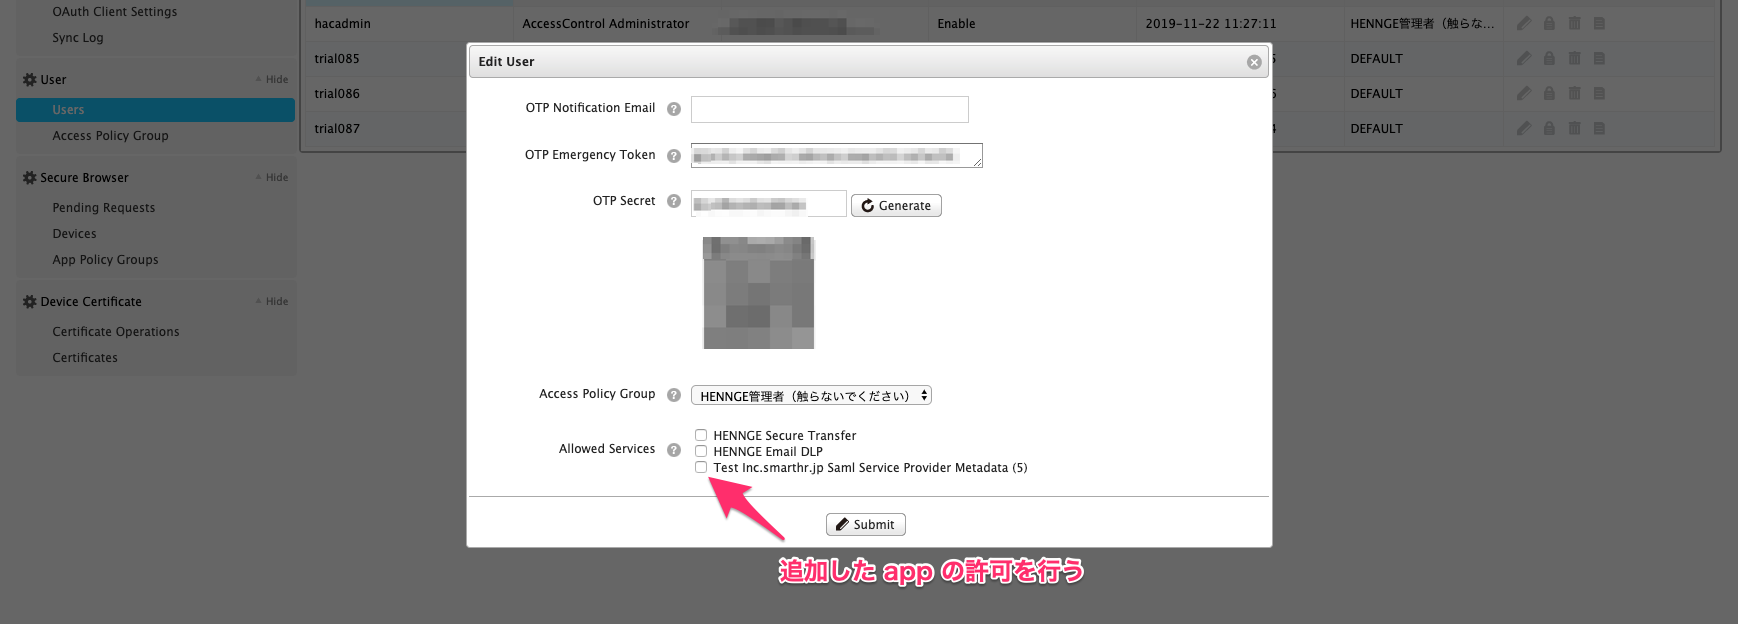 OAuth Client Settings
Sync Log
User
Hide
Users
Access Policy Group
Secure Browser
Hide
Pending Requests
Devices
App Policy Groups
Device Certificate
Hide
Certificate Operations
Certificates
hacadmin AccessControl Administrator Enable 2019-11-22 11:27:11 HENNGE管理者（触らな...
trial085 5 DEFAULT
trial086 6 DEFAULT
trial087 4 DEFAULT
Edit User
OTP Notification Email ?
OTP Emergency Token ?
OTP Secret ? Generate
Access Policy Group ? HENNGE管理者（触らないでください）
Allowed Services ?
HENNGE Secure Transfer
HENNGE Email DLP
Test Inc.smarthr.jp Saml Service Provider Metadata (5)
Submit
追加した app の許可を行う